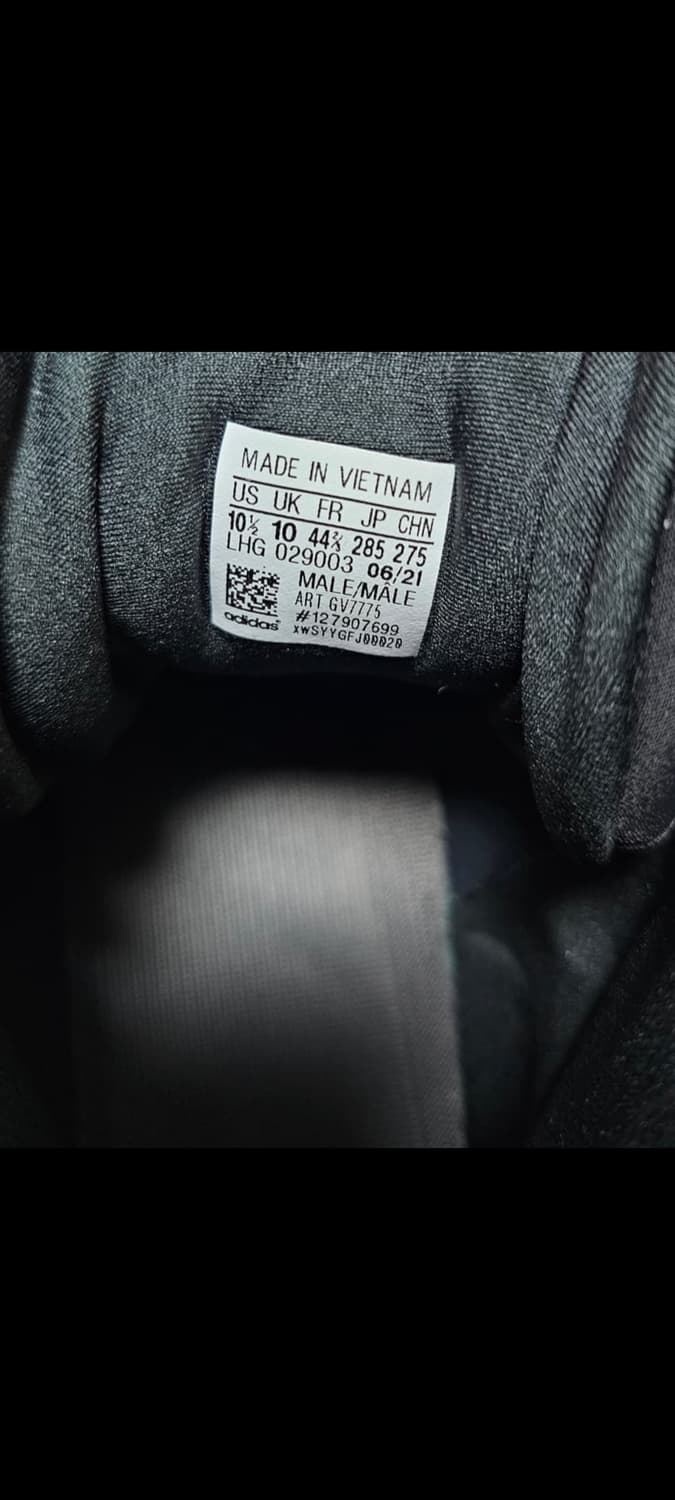 MADE IN VIETNAM
US UK FR JP CHN
10½ 10 44⅔ 285 275
LHG 029003 06/21
MALE/MÂLE
ART GV7775
#127907699
adidas xwSYYGFJ00020